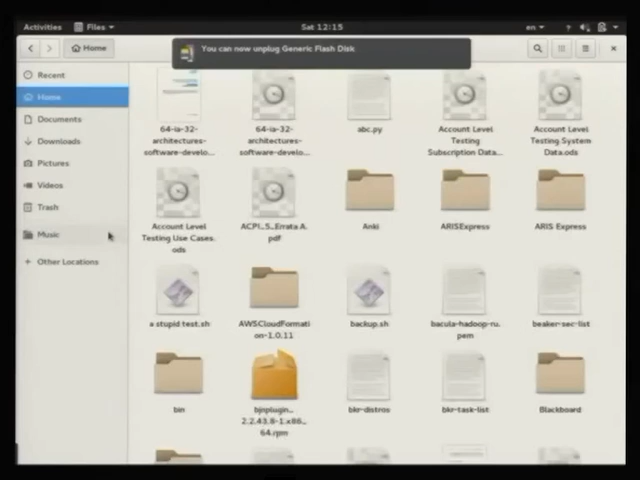 Activities Files Sat 12:15 en
Home
You can now unplug Generic Flash Disk
Recent
Home
Documents
Downloads
Pictures
Videos
Trash
Music
Other Locations
64-ia-32-
architectures-
software-develo...
64-ia-32-
architectures-
software-develo...
abc.py
Account Level
Testing
Subscription Data...
Account Level
Testing System
Data.ods
Account Level
Testing Use Cases.
ods
ACPI_5_Errata A.
pdf
Anki
ARISExpress
ARIS Express
a stupid test.sh
AWSCloudFormati
on-1.0.11
backup.sh
bacula-hadoop-ru.
pem
beaker-sec-list
bin
bjnplugin_
2.2.43.8-1.x86_
64.rpm
bkr-distros
bkr-task-list
Blackboard